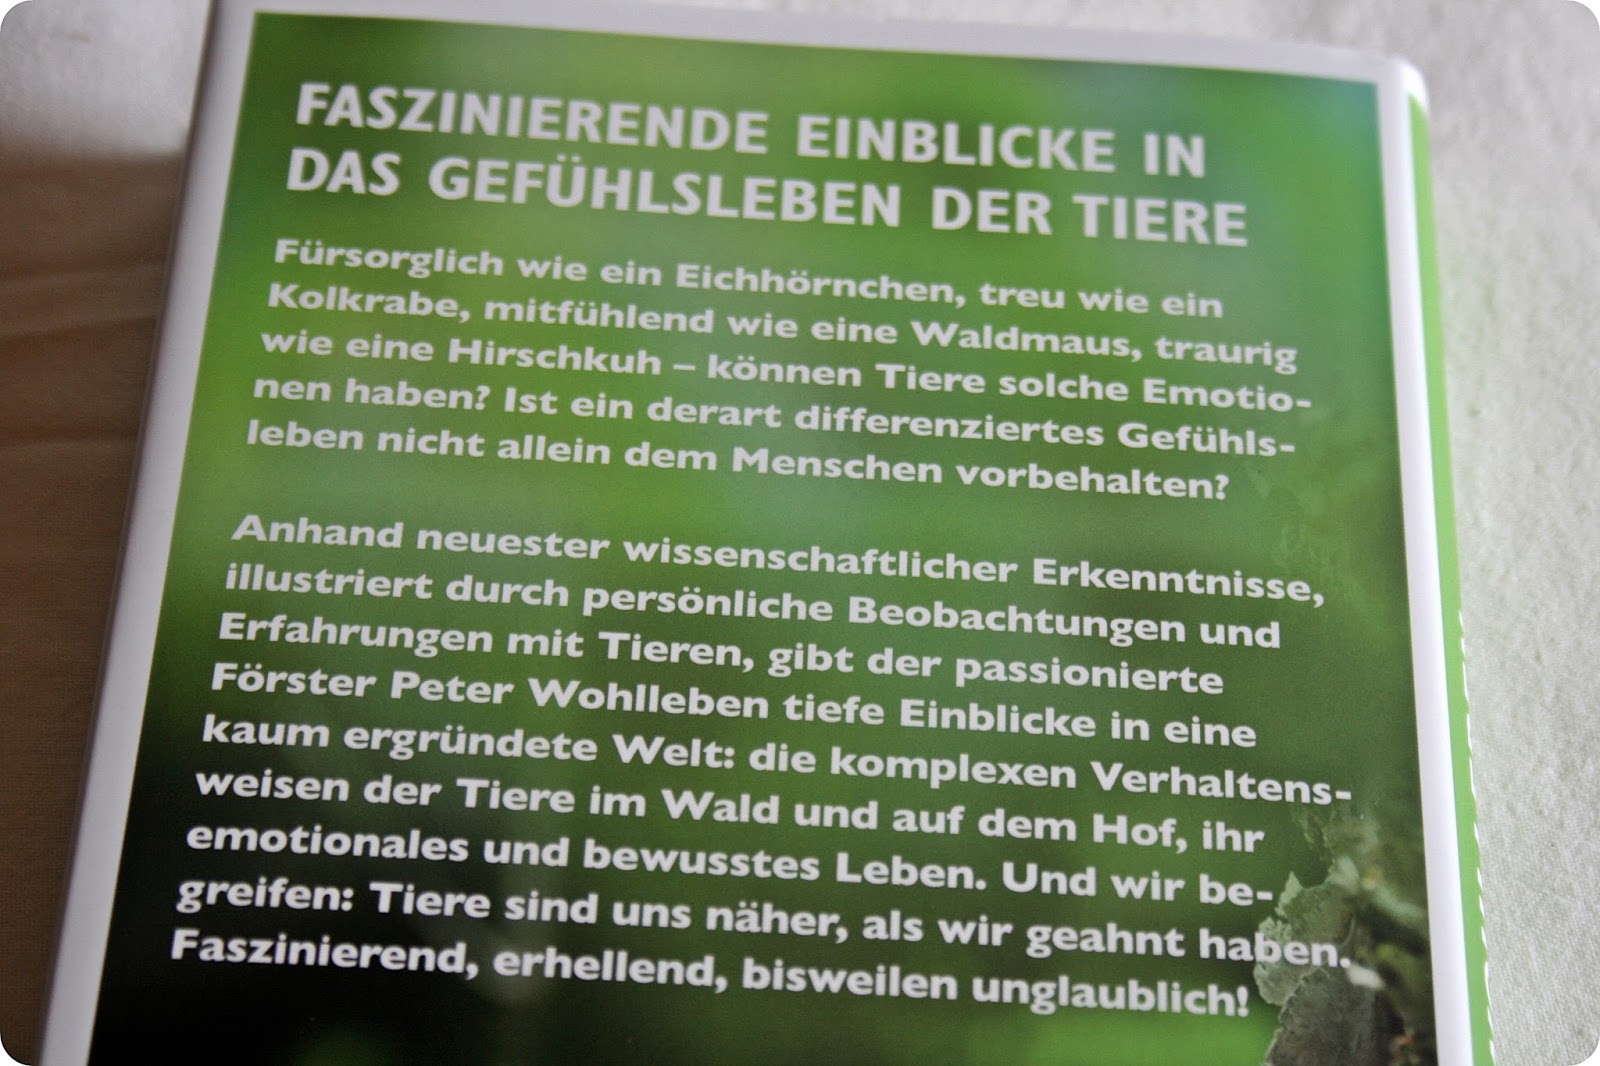 FASZINIERENDE EINBLICKE IN
DAS GEFÜHLSLEBEN DER TIERE
Fürsorglich wie ein Eichhörnchen, treu wie ein
Kolkrabe, mitfühlend wie eine Waldmaus, traurig
wie eine Hirschkuh – können Tiere solche Emotio-
nen haben? Ist ein derart differenziertes Gefühls-
leben nicht allein dem Menschen vorbehalten?
Anhand neuester wissenschaftlicher Erkenntnisse,
illustriert durch persönliche Beobachtungen und
Erfahrungen mit Tieren, gibt der passionierte
Förster Peter Wohlleben tiefe Einblicke in eine
kaum ergründete Welt: die komplexen Verhaltens-
weisen der Tiere im Wald und auf dem Hof, ihr
emotionales und bewusstes Leben. Und wir be-
greifen: Tiere sind uns näher, als wir geahnt haben.
Faszinierend, erhellend, bisweilen unglaublich!